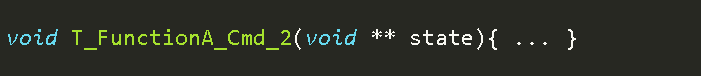 void T_FunctionA_Cmd_2(void ** state){ ... }